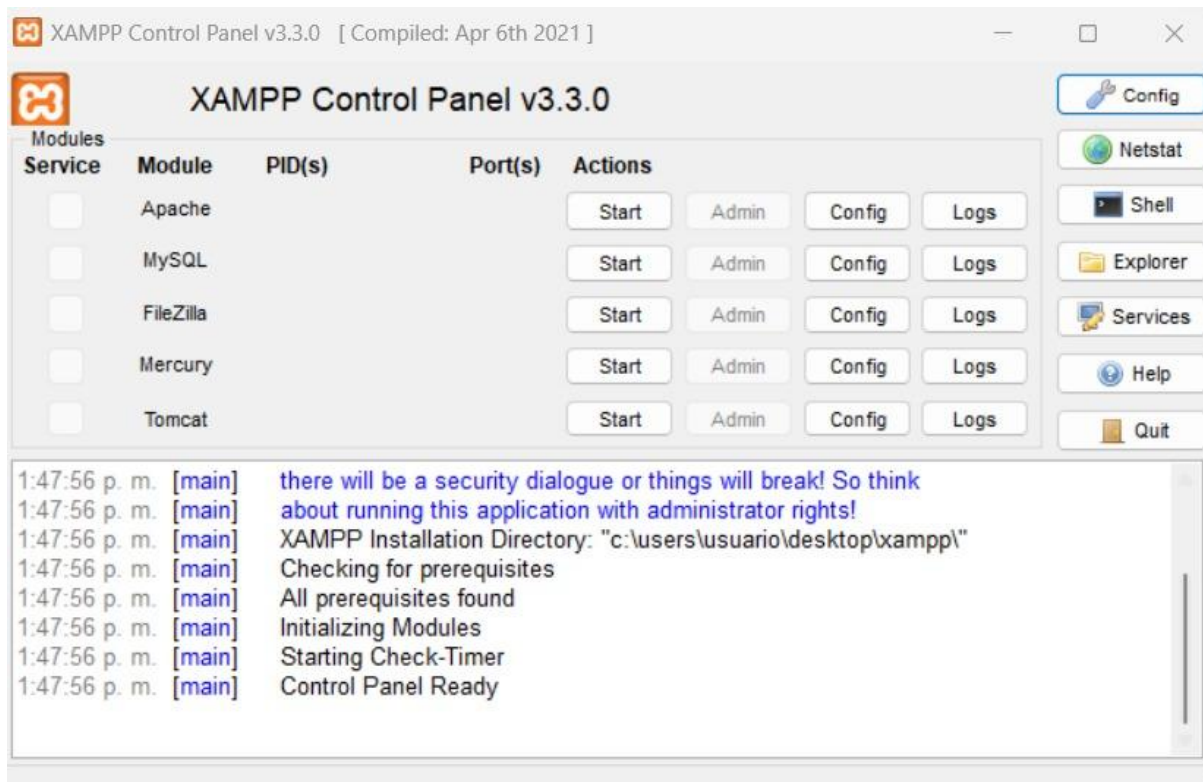 XAMPP Control Panel v3.3.0 [ Compiled: Apr 6th 2021 ]
XAMPP Control Panel v3.3.0
Config
Modules
Netstat
Service Module PID(s) Port(s) Actions
Apache Start Admin Config Logs
Shell
MySQL Start Admin Config Logs
Explorer
FileZilla Start Admin Config Logs
Services
Mercury Start Admin Config Logs
Help
Tomcat Start Admin Config Logs
Quit
1:47:56 p. m. [main] there will be a security dialogue or things will break! So think
1:47:56 p. m. [main] about running this application with administrator rights!
1:47:56 p. m. [main] XAMPP Installation Directory: "c:\users\usuario\desktop\xampp\"
1:47:56 p. m. [main] Checking for prerequisites
1:47:56 p. m. [main] All prerequisites found
1:47:56 p. m. [main] Initializing Modules
1:47:56 p. m. [main] Starting Check-Timer
1:47:56 p. m. [main] Control Panel Ready